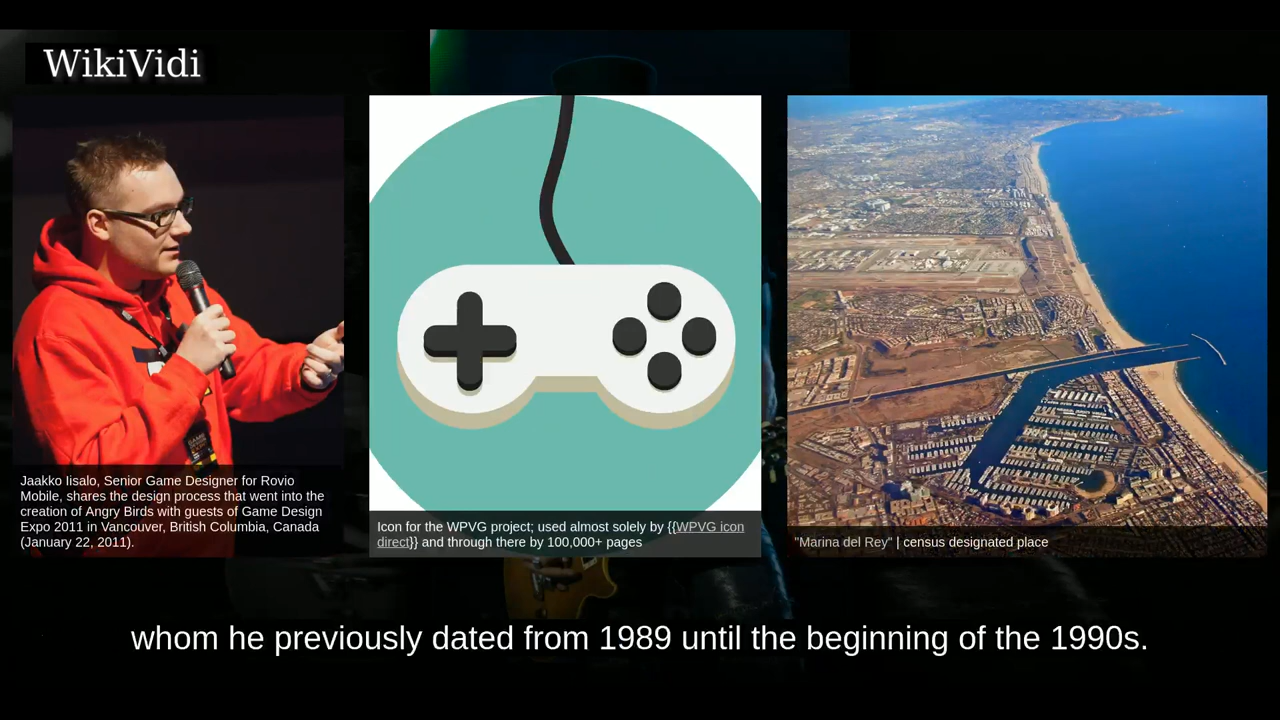 WikiVidi
Jaakko Iisalo, Senior Game Designer for Rovio
Mobile, shares the design process that went into the
creation of Angry Birds with guests of Game Design
Expo 2011 in Vancouver, British Columbia, Canada
(January 22, 2011).
Icon for the WPVG project; used almost solely by {{WPVG icon
direct}} and through there by 100,000+ pages
"Marina del Rey" | census designated place
whom he previously dated from 1989 until the beginning of the 1990s.